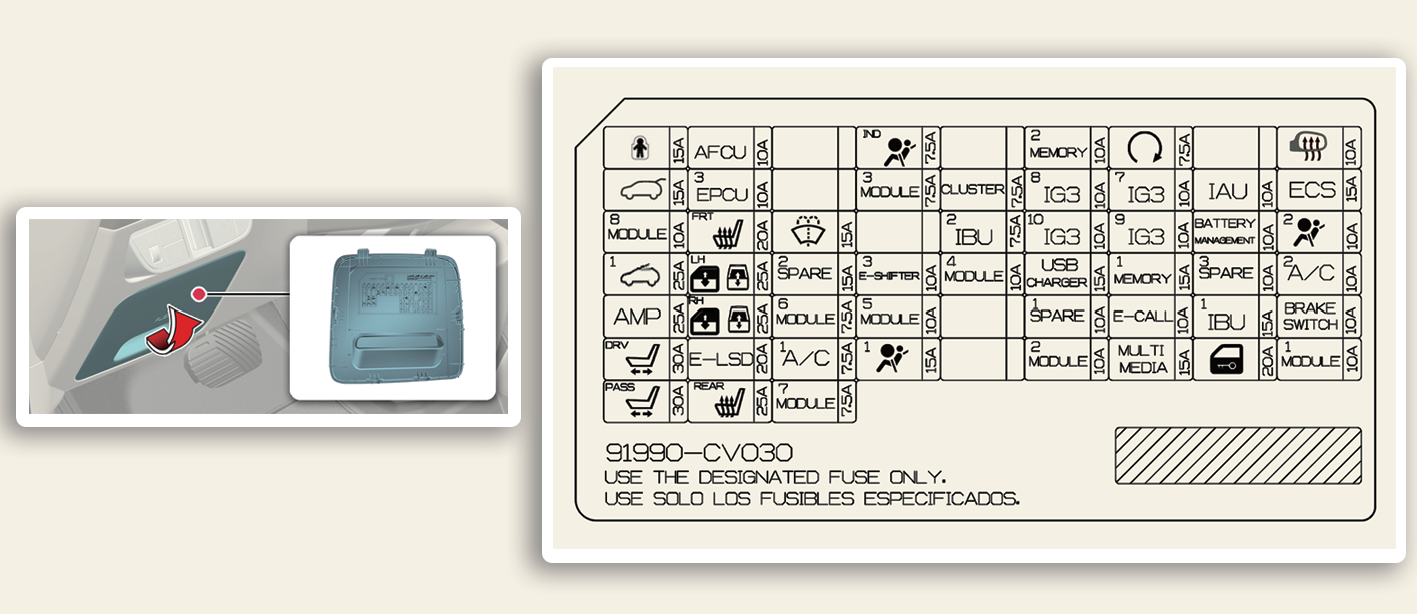 15A AFCU 10A IND 7.5A 2 MEMORY 10A 7.5A 10A
15A 3 EPCU 10A 3 MODULE 7.5A CLUSTER 7.5A 8 IG3 10A 7 IG3 10A IAU 10A ECS 15A
8 MODULE 10A FRT 20A 15A 2 IBU 7.5A 10 IG3 10A 9 IG3 10A BATTERY MANAGEMENT 10A 2 10A
1 25A LH 25A 2 SPARE 15A 3 E-SHIFTER 10A 4 MODULE 10A USB CHARGER 15A 1 MEMORY 10A 3 SPARE 10A 2 A/C 10A
AMP 25A RH 25A 6 MODULE 7.5A 5 MODULE 10A 1 SPARE 10A E-CALL 10A 1 IBU 15A BRAKE SWITCH 10A
DRV 30A E-LSD 20A 1 A/C 7.5A 1 15A 2 MODULE 10A MULTI MEDIA 15A 20A 1 MODULE 10A
PASS 30A REAR 25A 7 MODULE 7.5A
91990-CV030
USE THE DESIGNATED FUSE ONLY.
USE SOLO LOS FUSIBLES ESPECIFICADOS.